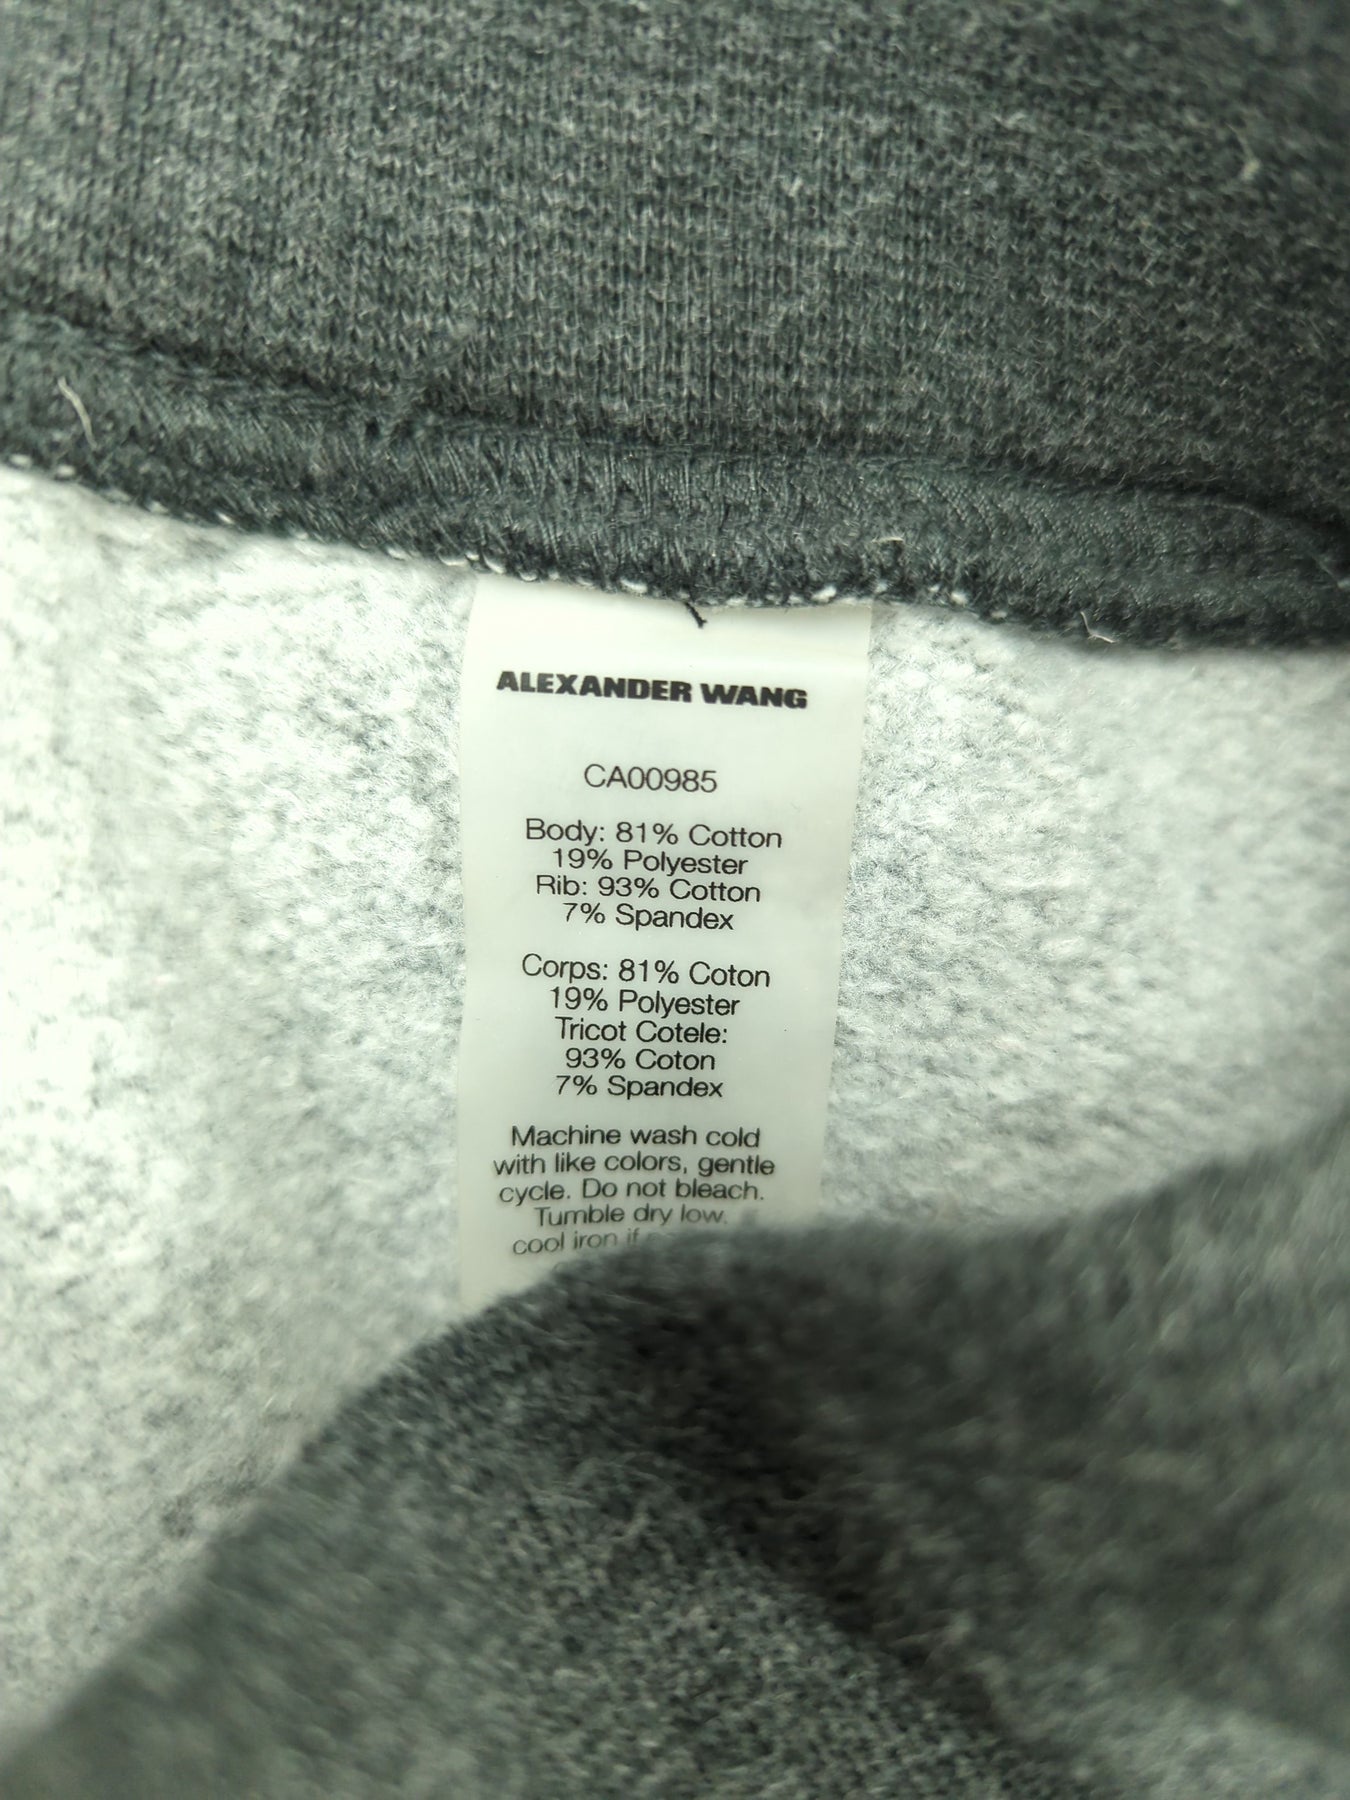 ALEXANDER WANG
CA00985
Body: 81% Cotton
19% Polyester
Rib: 93% Cotton
7% Spandex
Corps: 81% Coton
19% Polyester
Tricot Cotele:
93% Coton
7% Spandex
Machine wash cold
with like colors, gentle
cycle. Do not bleach.
Tumble dry low,
cool iron if